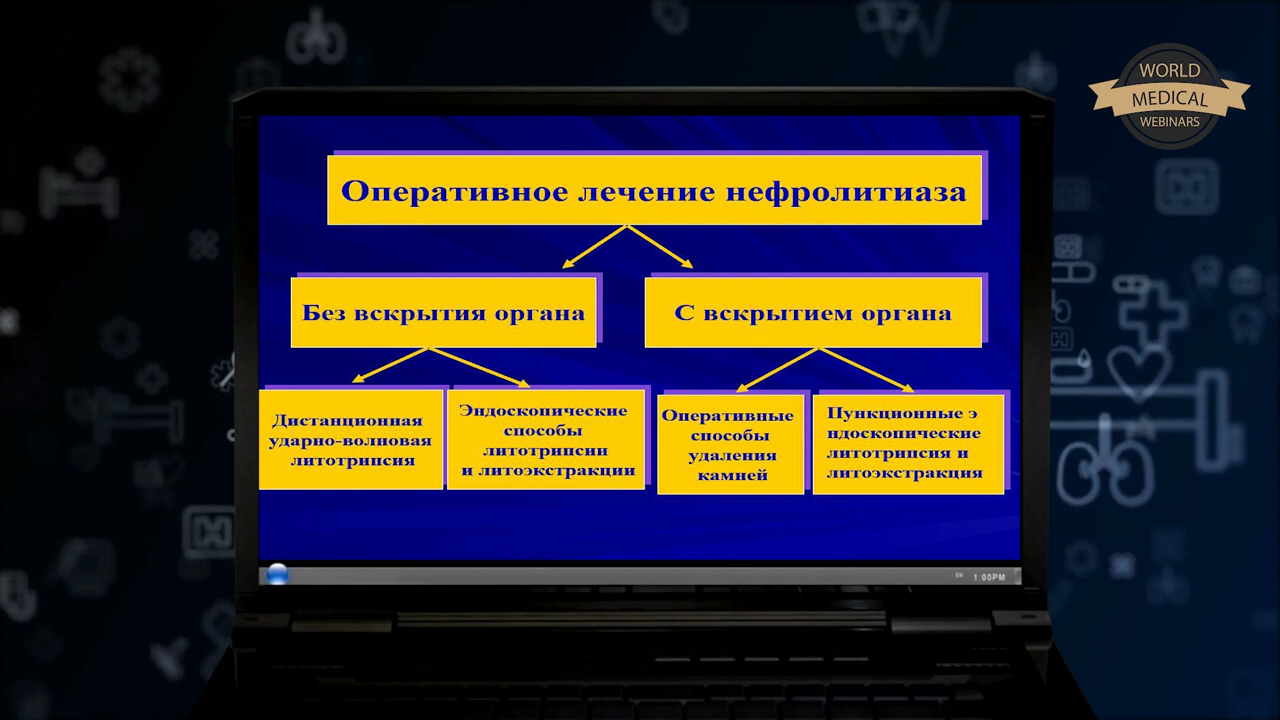 WORLD
MEDICAL
WEBINARS
Оперативное лечение нефролитиаза
Без вскрытия органа
С вскрытием органа
Дистанционная
ударно-волновая
литотрипсия
Эндоскопические
способы
литотрипсии
и литоэкстракции
Оперативные
способы
удаления
камней
Пункционные э
ндоскопические
литотрипсия и
литоэкстракция
EN 1:00PM